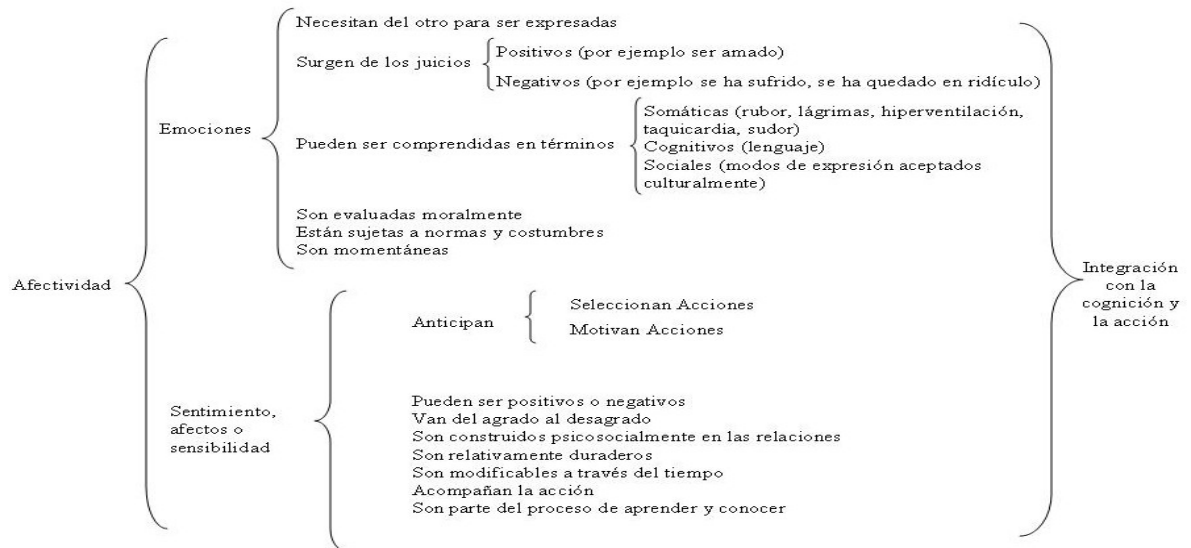 Afectividad
Emociones
Necesitan del otro para ser expresadas
Surgen de los juicios
Positivos (por ejemplo ser amado)
Negativos (por ejemplo se ha sufrido, se ha quedado en ridículo)
Pueden ser comprendidas en términos
Somáticas (rubor, lágrimas, hiperventilación,
taquicardia, sudor)
Cognitivos (lenguaje)
Sociales (modos de expresión aceptados
culturalmente)
Son evaluadas moralmente
Están sujetas a normas y costumbres
Son momentáneas
Sentimiento,
afectos o
sensibilidad
Anticipan
Seleccionan Acciones
Motivan Acciones
Pueden ser positivos o negativos
Van del agrado al desagrado
Son construidos psicosocialmente en las relaciones
Son relativamente duraderos
Son modificables a través del tiempo
Acompañan la acción
Son parte del proceso de aprender y conocer
Integración
con la
cognición y
la acción